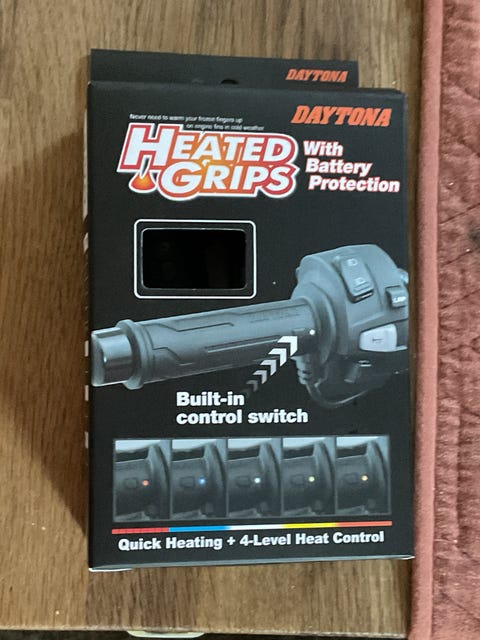 DAYTONA
Never need to warm your frozen fingers up
on engine fins in cold weather
DAYTONA
HEATED
GRIPS
With
Battery
Protection
Built-in
control switch
Quick Heating + 4-Level Heat Control